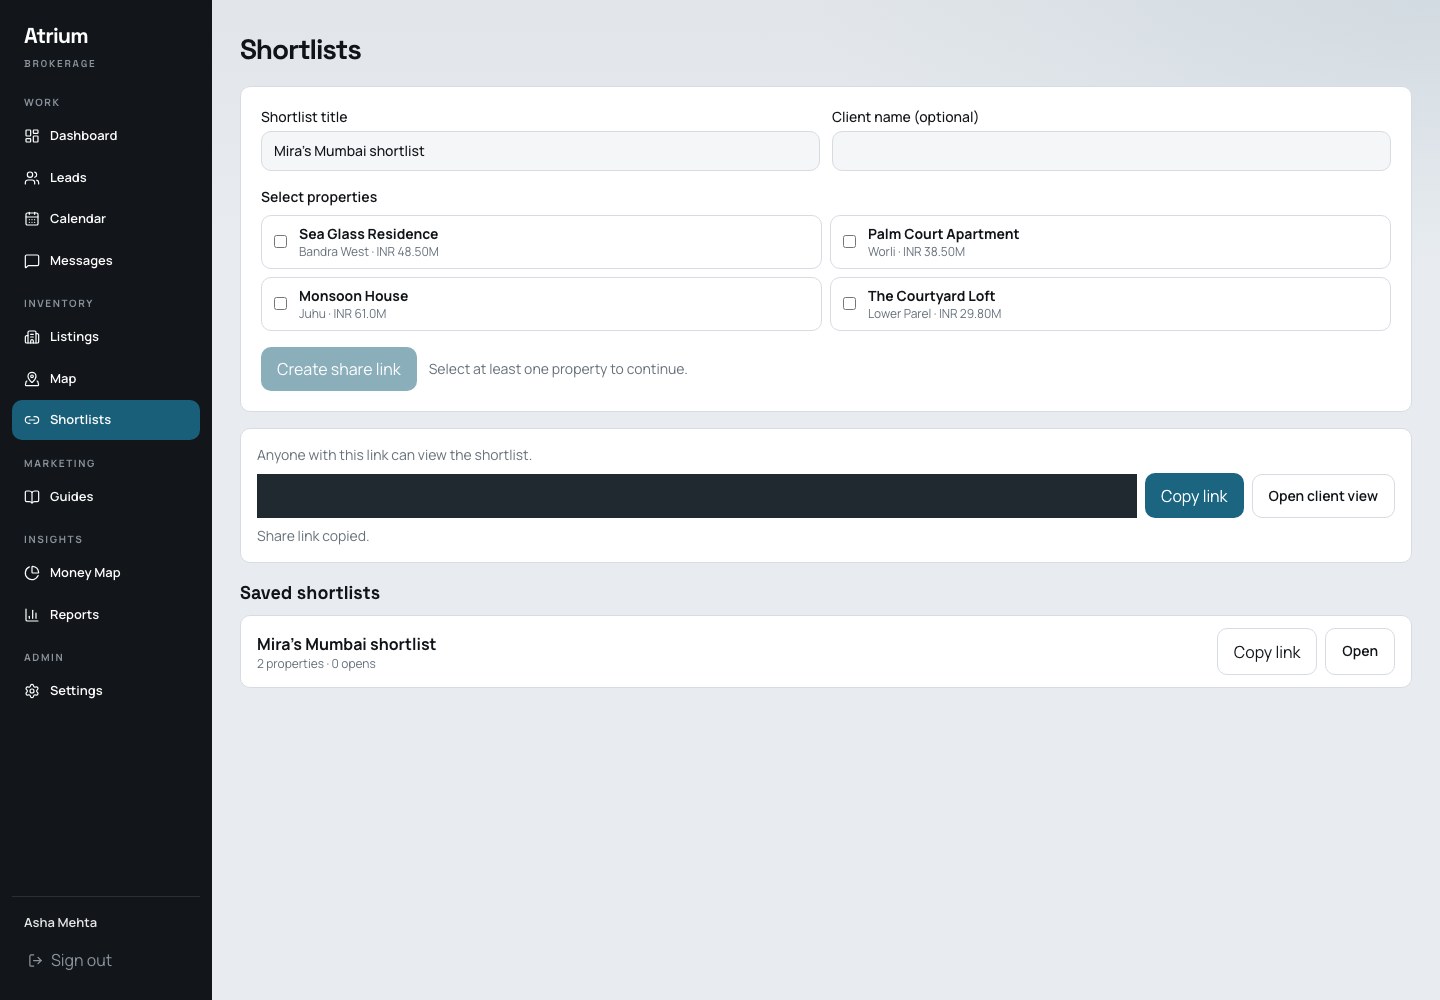 Atrium
BROKERAGE
WORK
Dashboard
Leads
Calendar
Messages
INVENTORY
Listings
Map
Shortlists
MARKETING
Guides
INSIGHTS
Money Map
Reports
ADMIN
Settings
Asha Mehta
Sign out
Shortlists
Shortlist title
Mira's Mumbai shortlist
Client name (optional)
Select properties
Sea Glass Residence
Bandra West · INR 48.50M
Palm Court Apartment
Worli · INR 38.50M
Monsoon House
Juhu · INR 61.0M
The Courtyard Loft
Lower Parel · INR 29.80M
Create share link
Select at least one property to continue.
Anyone with this link can view the shortlist.
Copy link
Open client view
Share link copied.
Saved shortlists
Mira's Mumbai shortlist
2 properties · 0 opens
Copy link
Open